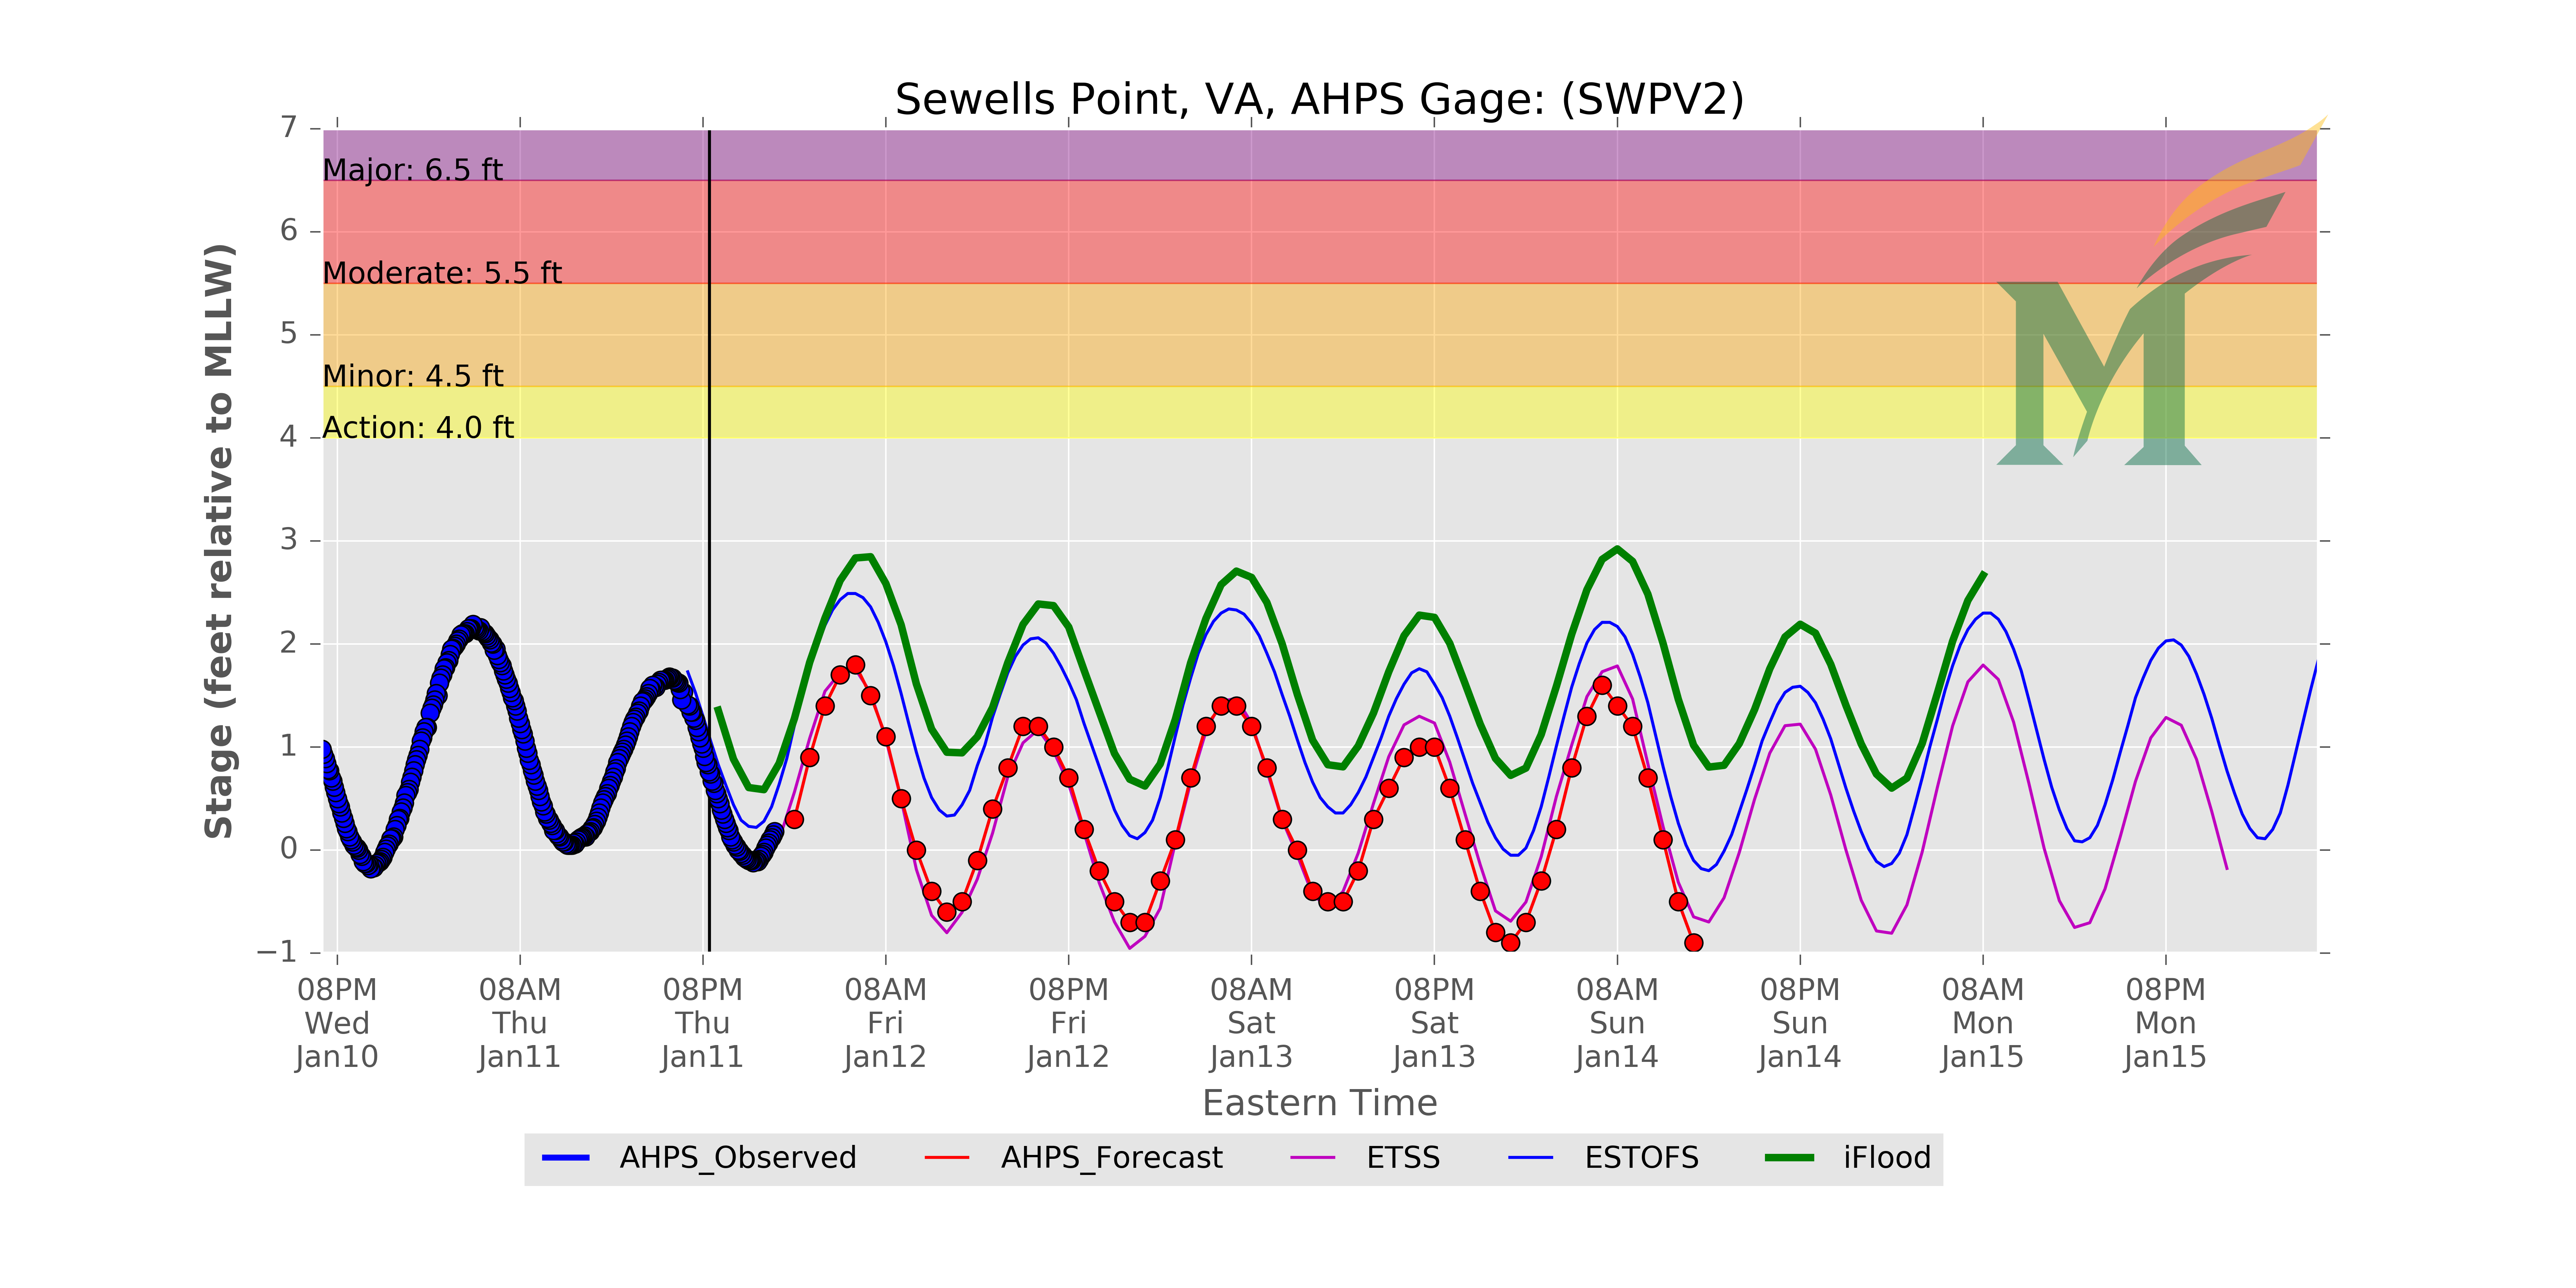 Sewells Point, VA, AHPS Gage: (SWPV2)
Stage (feet relative to MLLW)
7
Major: 6.5 ft
6
Moderate: 5.5 ft
5
Minor: 4.5 ft
Action: 4.0 ft
4
3
2
1
0
−1
08PM Wed Jan10
08AM Thu Jan11
08PM Thu Jan11
08AM Fri Jan12
08PM Fri Jan12
08AM Sat Jan13
08PM Sat Jan13
08AM Sun Jan14
08PM Sun Jan14
08AM Mon Jan15
08PM Mon Jan15
Eastern Time
AHPS_Observed AHPS_Forecast ETSS ESTOFS iFlood
M